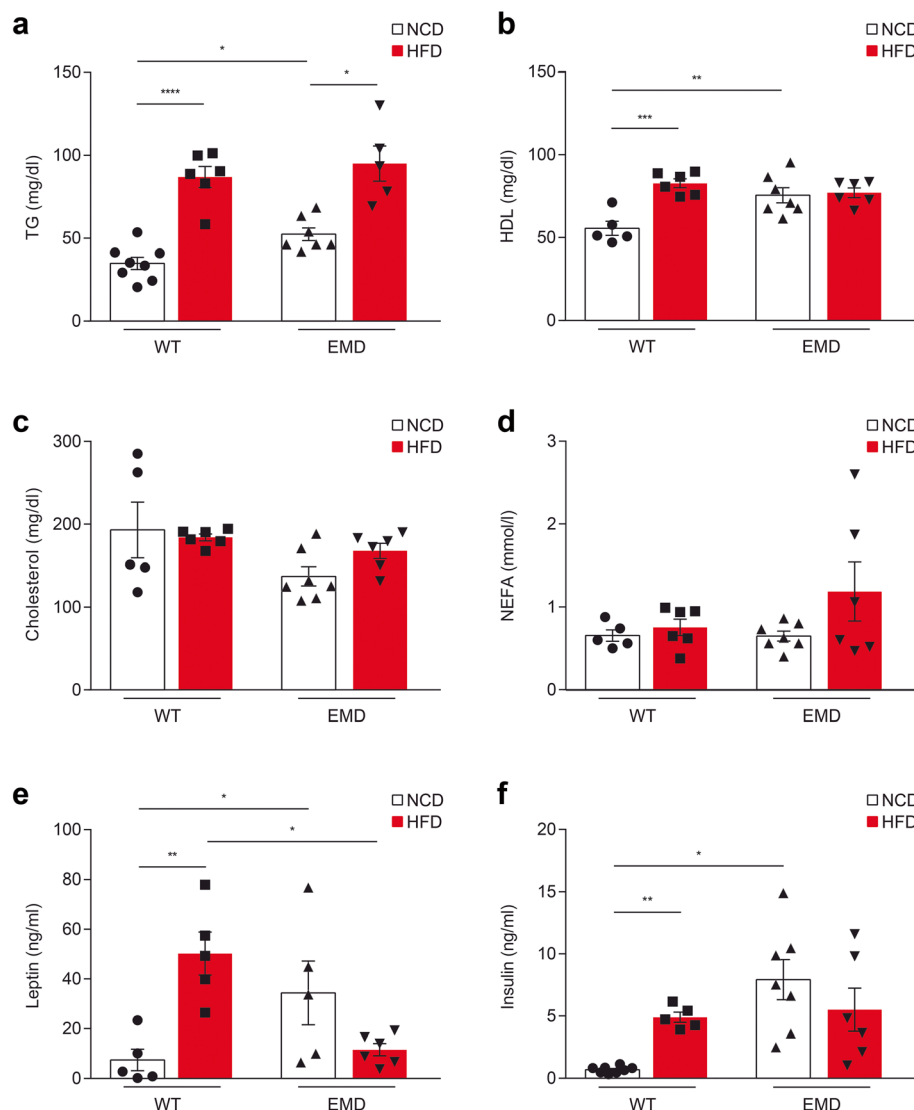 a
NCD
HFD
TG (mg/dl)
150
100
50
0
*
****
*
WT
EMD
b
NCD
HFD
HDL (mg/dl)
150
100
50
0
**
***
WT
EMD
c
NCD
HFD
Cholesterol (mg/dl)
300
200
100
0
WT
EMD
d
NCD
HFD
NEFA (mmol/l)
3
2
1
0
WT
EMD
e
NCD
HFD
Leptin (ng/ml)
100
80
60
40
20
0
*
*
**
WT
EMD
f
NCD
HFD
Insulin (ng/ml)
20
15
10
5
0
*
**
WT
EMD